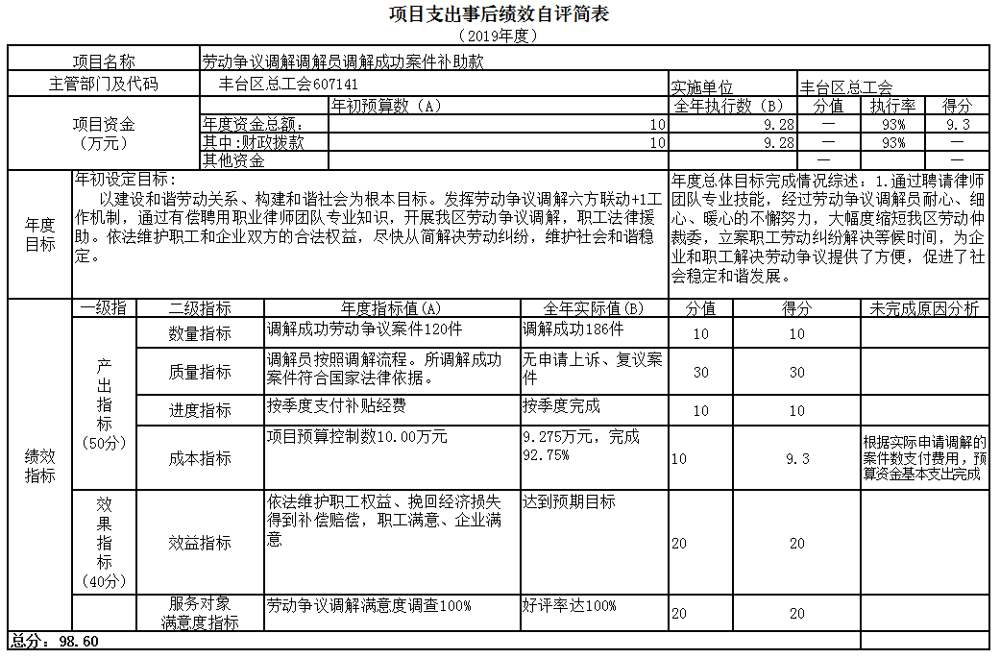 项目支出事后绩效自评简表
（2019年度）
项目名称 劳动争议调解调解员调解成功案件补助款
主管部门及代码 丰台区总工会607141 实施单位 丰台区总工会
项目资金
（万元）
年初预算数（A） 全年执行数（B） 分值 执行率 得分
年度资金总额： 10 9.28 — 93% 9.3
其中:财政拨款 10 9.28 — 93% —
其他资金 — —
年度
目标
年初设定目标:
以建设和谐劳动关系、构建和谐社会为根本目标。发挥劳动争议调解六方联动+1工
作机制，通过有偿聘用职业律师团队专业知识，开展我区劳动争议调解，职工法律援
助。依法维护职工和企业双方的合法权益，尽快从简解决劳动纠纷，维护社会和谐稳
定。
年度总体目标完成情况综述：1.通过聘请律师
团队专业技能，经过劳动争议调解员耐心、细
心、暖心的不懈努力，大幅度缩短我区劳动仲
裁委，立案职工劳动纠纷解决等候时间，为企
业和职工解决劳动争议提供了方便，促进了社
会稳定和谐发展。
绩效
指标
一级指 二级指标 年度指标值(A) 全年实际值(B) 分值 得分 未完成原因分析
产
出
指
标
(50分)
数量指标 调解成功劳动争议案件120件 调解成功186件 10 10
质量指标 调解员按照调解流程。所调解成功
案件符合国家法律依据。
无申请上诉、复议案
件
30 30
进度指标 按季度支付补贴经费 按季度完成 10 10
成本指标 项目预算控制数10.00万元 9.275万元，完成
92.75%
10 9.3
根据实际申请调解的
案件数支付费用，预
算资金基本支出完成
效
果
指
标
(40分)
效益指标 依法维护职工权益、挽回经济损失
得到补偿赔偿，职工满意、企业满
意
达到预期目标 20 20
服务对象
满意度指标
劳动争议调解满意度调查100% 好评率达100% 20 20
总分：98.60